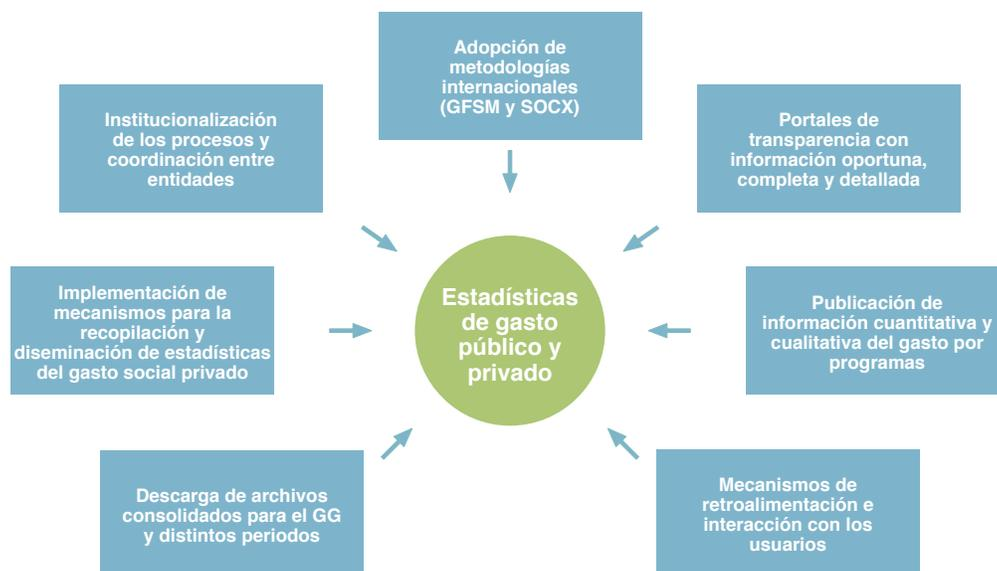 Adopción de
metodologías
internacionales
(GFSM y SOCX)
Institucionalización
de los procesos y
coordinación entre
entidades
Portales de
transparencia con
información oportuna,
completa y detallada
Implementación de
mecanismos para la
recopilación y
diseminación de estadísticas
del gasto social privado
Estadísticas
de gasto
público y
privado
Publicación de
información cuantitativa y
cualitativa del gasto por
programas
Descarga de archivos
consolidados para el GG
y distintos periodos
Mecanismos de
retroalimentación e
interacción con los
usuarios